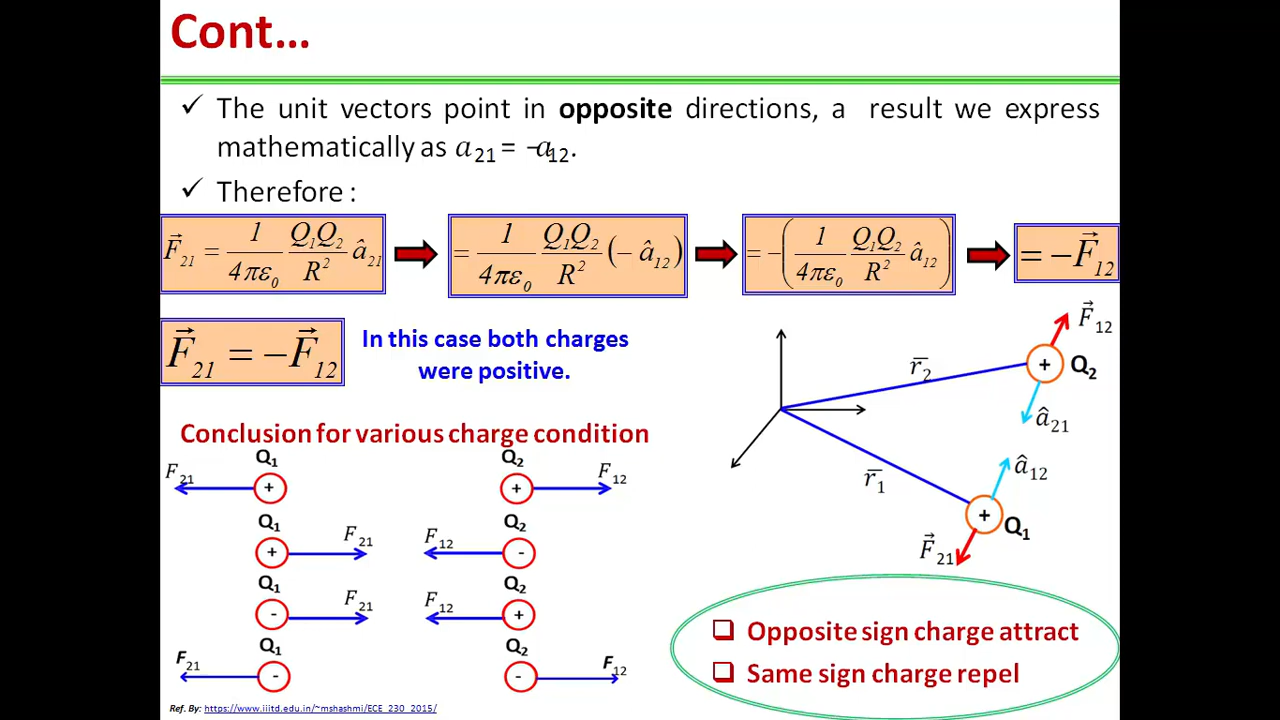 Cont...
✓ The unit vectors point in opposite directions, a result we express
mathematically as a₂₁ = -a₁₂.
✓ Therefore :
F⃗₂₁ = 1/(4πε₀) Q₁Q₂/R² â₂₁
= 1/(4πε₀) Q₁Q₂/R² (- â₁₂)
= -(1/(4πε₀) Q₁Q₂/R² â₁₂)
= -F⃗₁₂
F⃗₂₁ = -F⃗₁₂
In this case both charges
were positive.
F⃗₁₂
+ Q₂
r̅₂
â₂₁
â₁₂
r̅₁
+ Q₁
F⃗₂₁
Conclusion for various charge condition
Q₁ Q₂
F₂₁ + + F₁₂
Q₁ Q₂
+ F₂₁ F₁₂ -
Q₁ Q₂
- F₂₁ F₁₂ +
Q₁ Q₂
F₂₁ - - F₁₂
❑ Opposite sign charge attract
❑ Same sign charge repel
Ref. By: https://www.iiitd.edu.in/~mshashmi/ECE_230_2015/